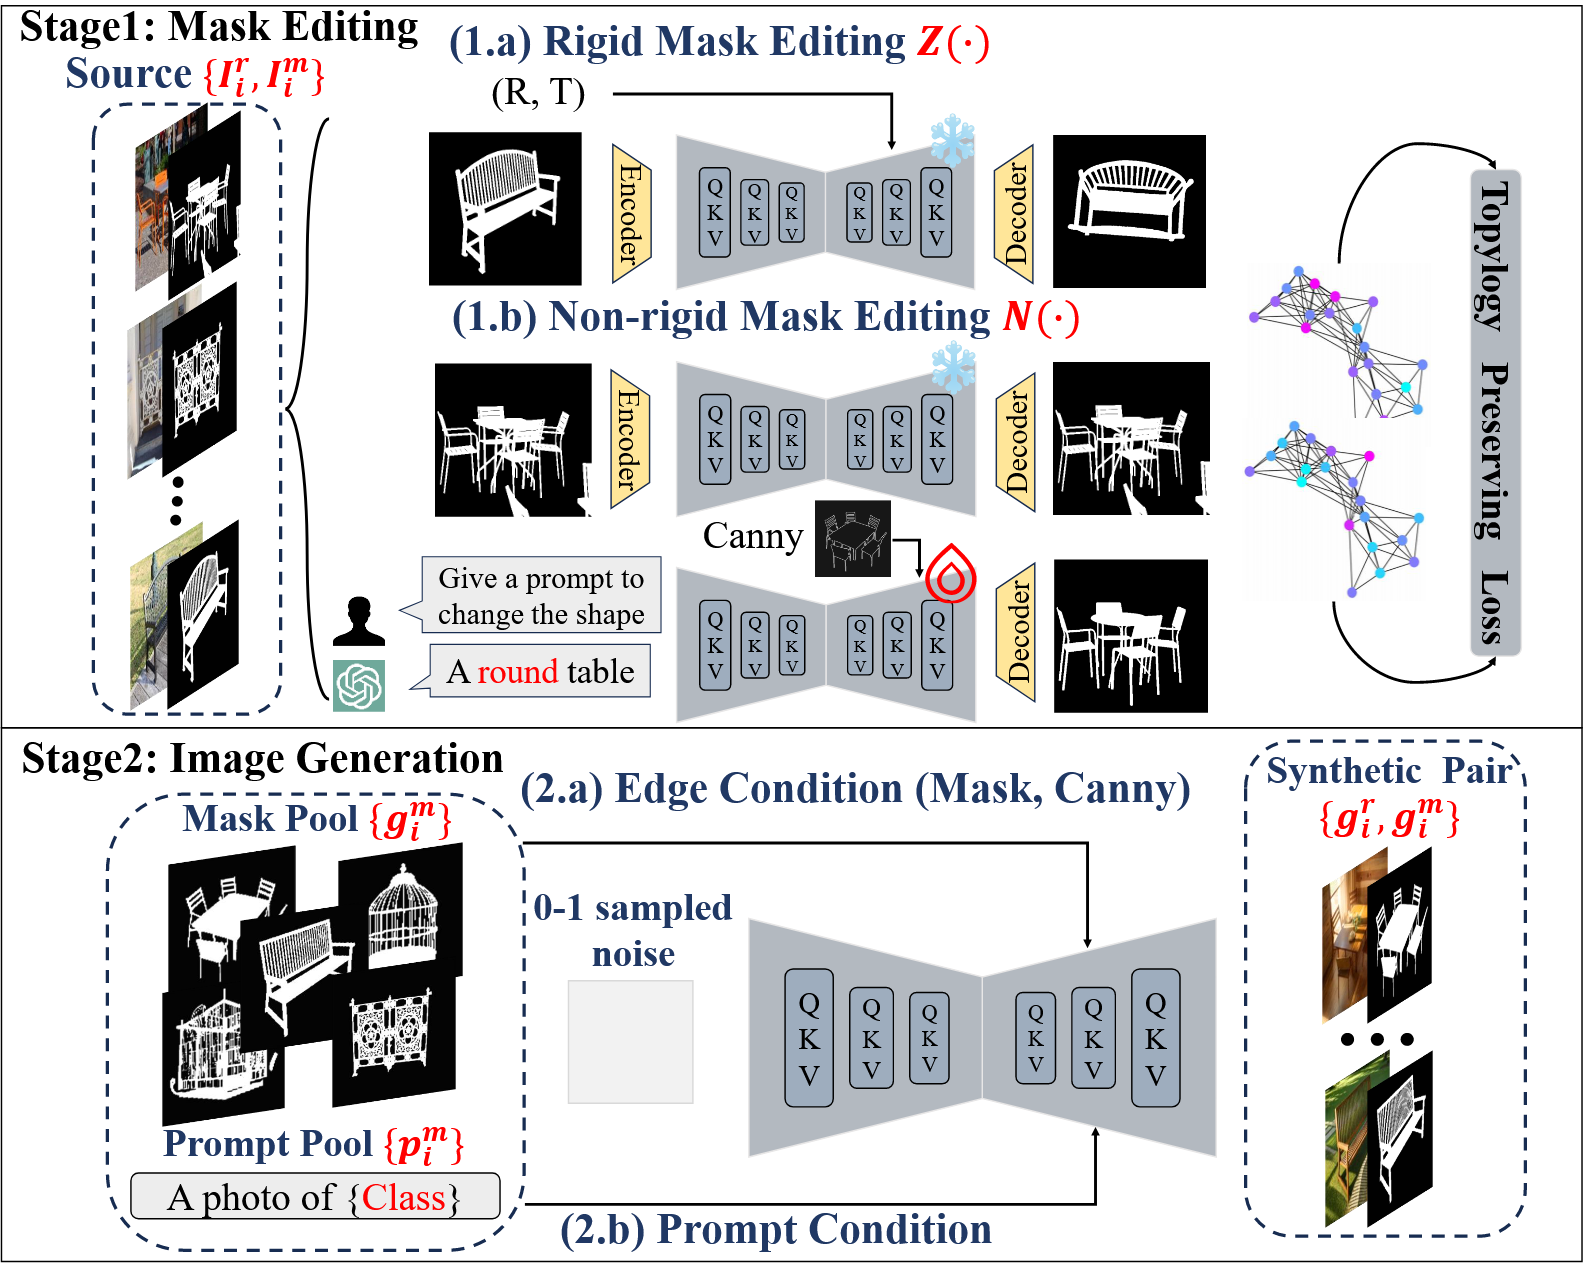 Stage1: Mask Editing
Source {I_i^r, I_i^m}
(1.a) Rigid Mask Editing Z(·)
(R, T)
Encoder
Q K V
Q K V
Q K V
Q K V
Q K V
Q K V
Decoder
(1.b) Non-rigid Mask Editing N(·)
Encoder
Q K V
Q K V
Q K V
Q K V
Q K V
Q K V
Decoder
Canny
Give a prompt to
change the shape
A round table
Q K V
Q K V
Q K V
Q K V
Q K V
Q K V
Decoder
Topylogy Preserving Loss
Stage2: Image Generation
Mask Pool {g_i^m}
Prompt Pool {p_i^m}
A photo of {Class}
(2.a) Edge Condition (Mask, Canny)
0-1 sampled
noise
Q K V
Q K V
Q K V
Q K V
Q K V
Q K V
(2.b) Prompt Condition
Synthetic Pair
{g_i^r, g_i^m}